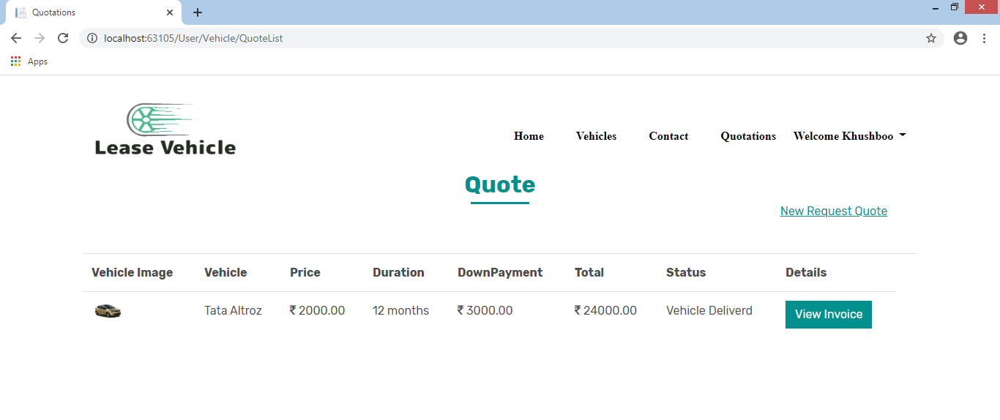 Quotations
localhost:63105/User/Vehicle/QuoteList
Apps
Lease Vehicle
Home Vehicles Contact Quotations Welcome Khushboo
Quote
New Request Quote
Vehicle Image Vehicle Price Duration DownPayment Total Status Details
Tata Altroz ₹ 2000.00 12 months ₹ 3000.00 ₹ 24000.00 Vehicle Deliverd View Invoice